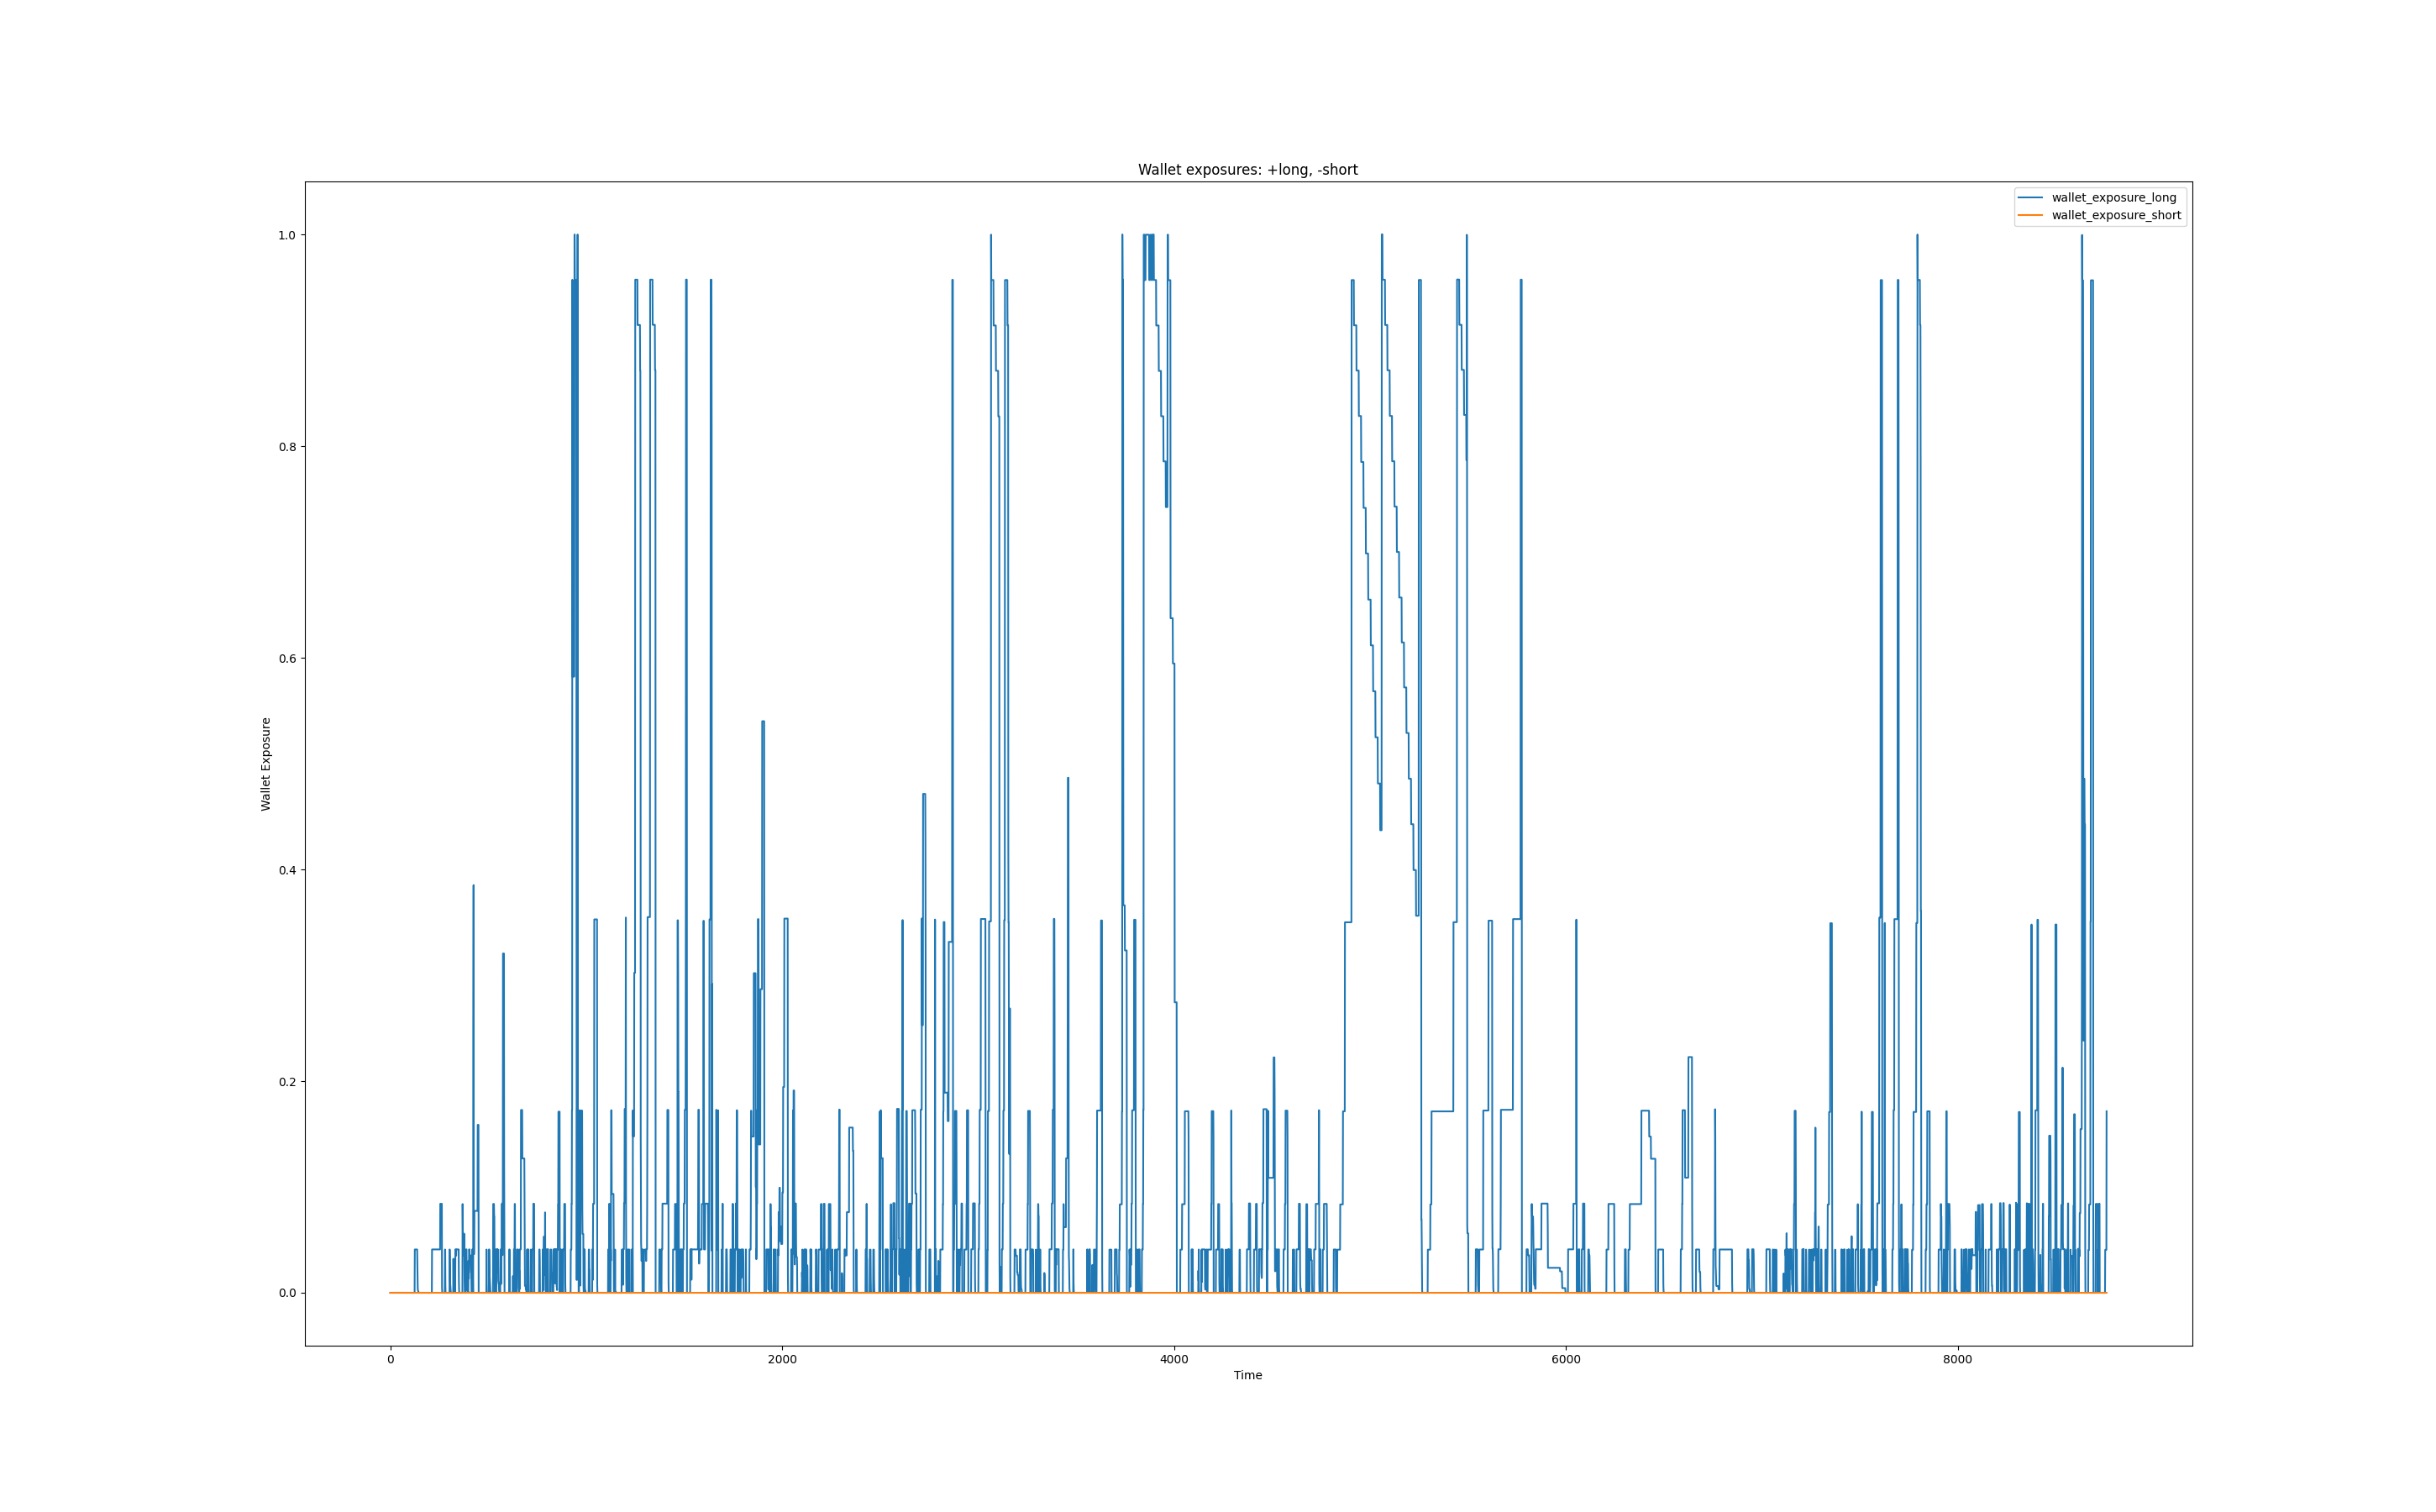 Wallet exposures: +long, -short
wallet_exposure_long
wallet_exposure_short
1.0
0.8
0.6
0.4
0.2
0.0
Wallet Exposure
0 2000 4000 6000 8000
Time